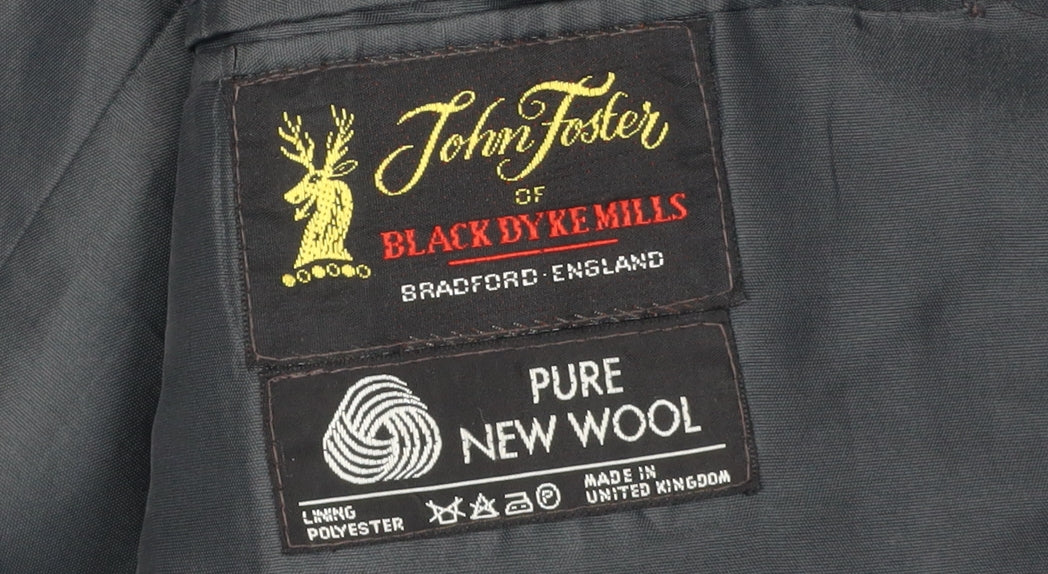 John Foster
OF
BLACK DYKE MILLS
BRADFORD · ENGLAND
PURE
NEW WOOL
LINING
POLYESTER
P
MADE IN
UNITED KINGDOM